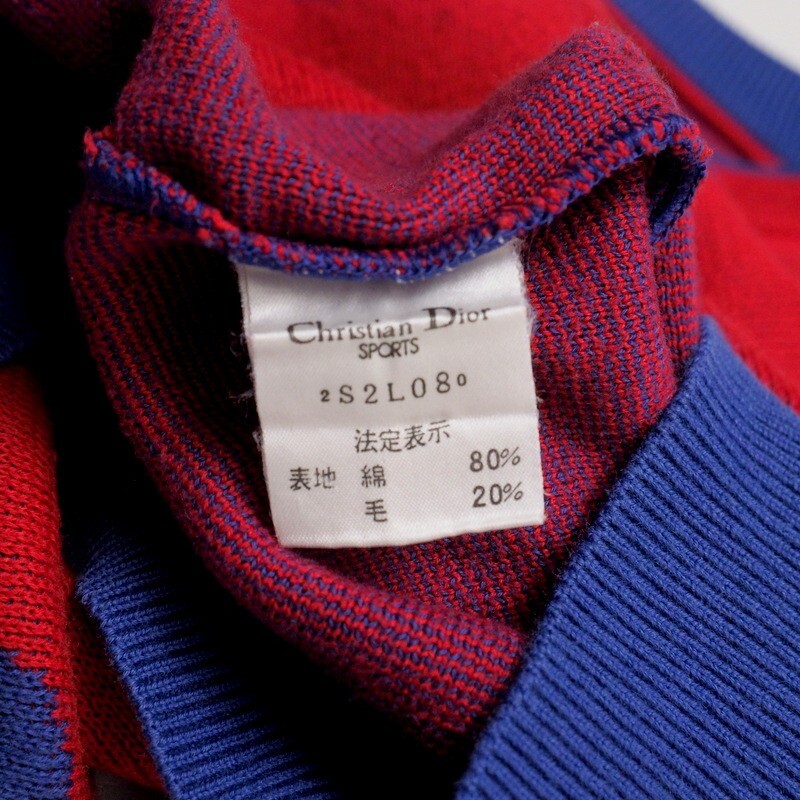 Christian Dior
SPORTS
2S2L080
法定表示
表地 綿 80%
毛 20%